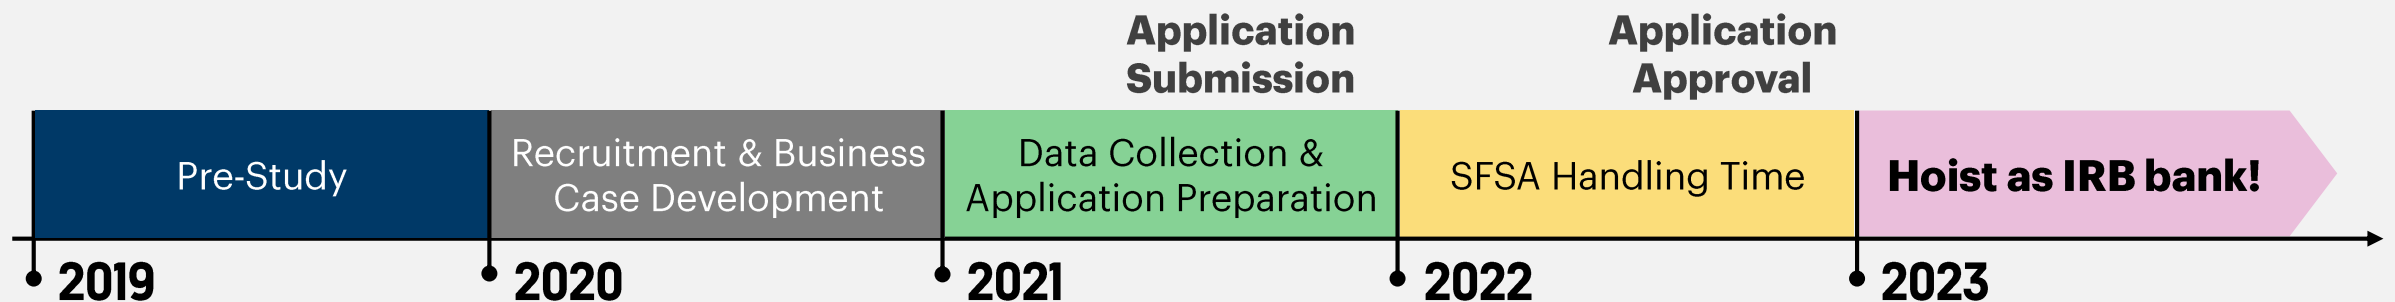 Application
Submission
Application
Approval
Pre-Study
Recruitment & Business
Case Development
Data Collection &
Application Preparation
SFSA Handling Time
Hoist as IRB bank!
2019
2020
2021
2022
2023